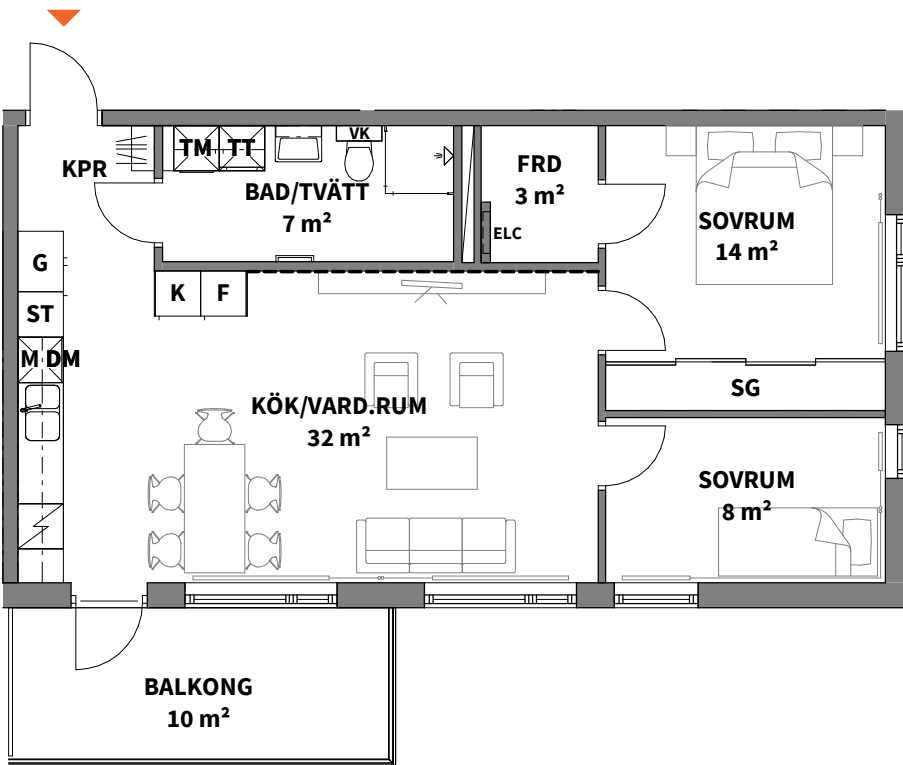 VK
TM TT
KPR
BAD/TVÄTT
7 m²
FRD
3 m²
ELC
SOVRUM
14 m²
G
K F
ST
M DM
SG
KÖK/VARD.RUM
32 m²
SOVRUM
8 m²
BALKONG
10 m²